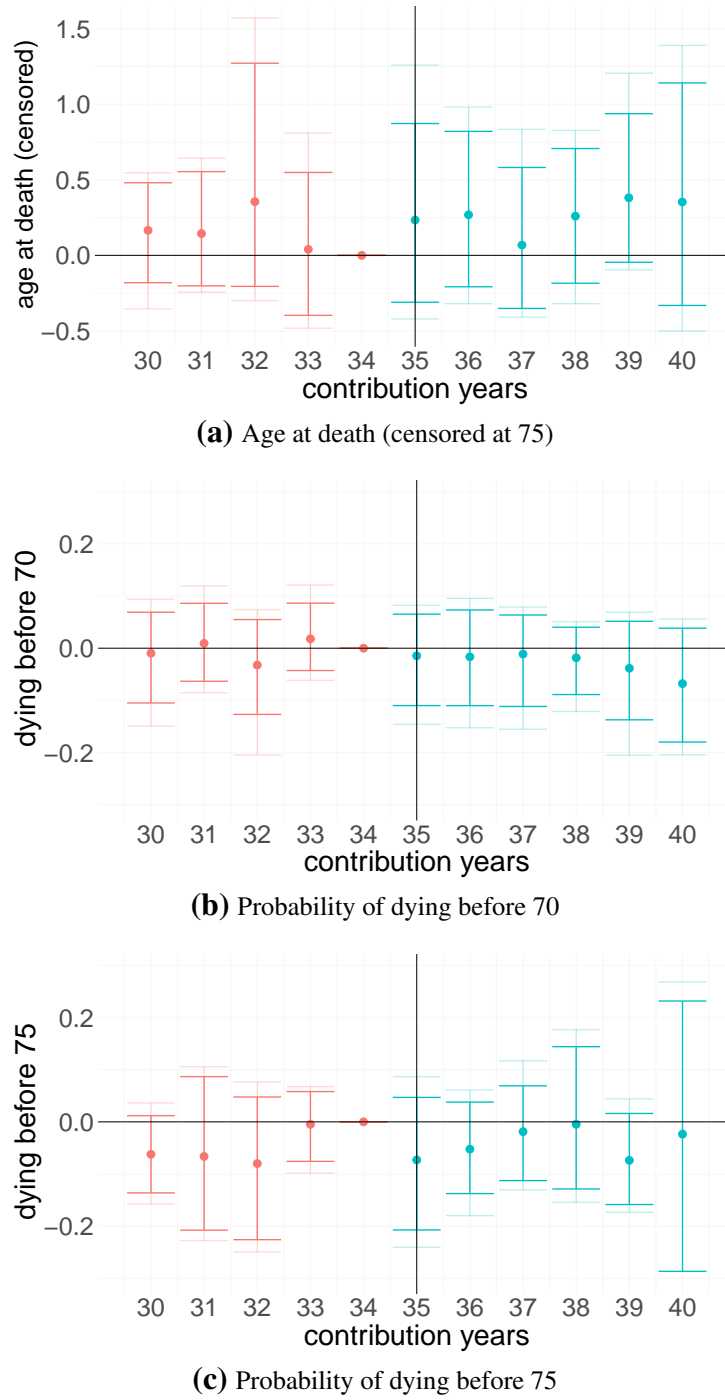 age at death (censored)
1.5
1.0
0.5
0.0
−0.5
30 31 32 33 34 35 36 37 38 39 40
contribution years
(a) Age at death (censored at 75)
dying before 70
0.2
0.0
−0.2
30 31 32 33 34 35 36 37 38 39 40
contribution years
(b) Probability of dying before 70
dying before 75
0.2
0.0
−0.2
30 31 32 33 34 35 36 37 38 39 40
contribution years
(c) Probability of dying before 75